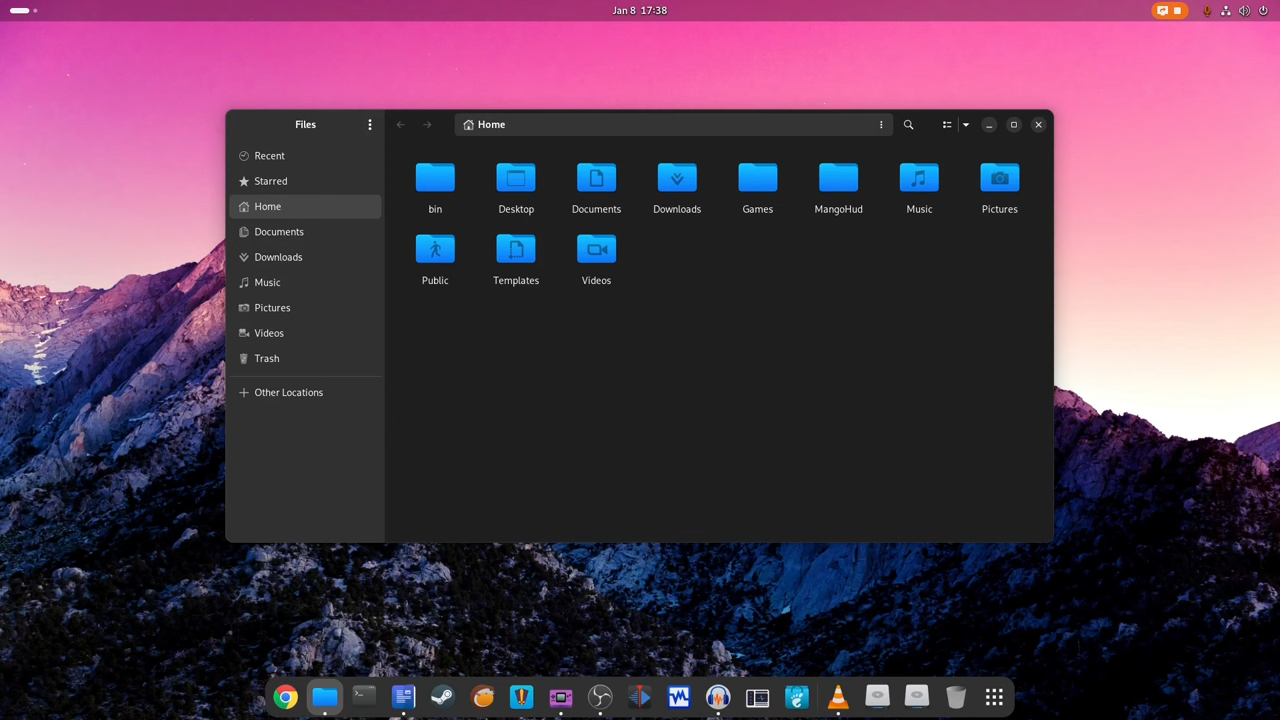 Jan 8 17:38
Files
Home
Recent
Starred
Home
Documents
Downloads
Music
Pictures
Videos
Trash
Other Locations
bin
Desktop
Documents
Downloads
Games
MangoHud
Music
Pictures
Public
Templates
Videos